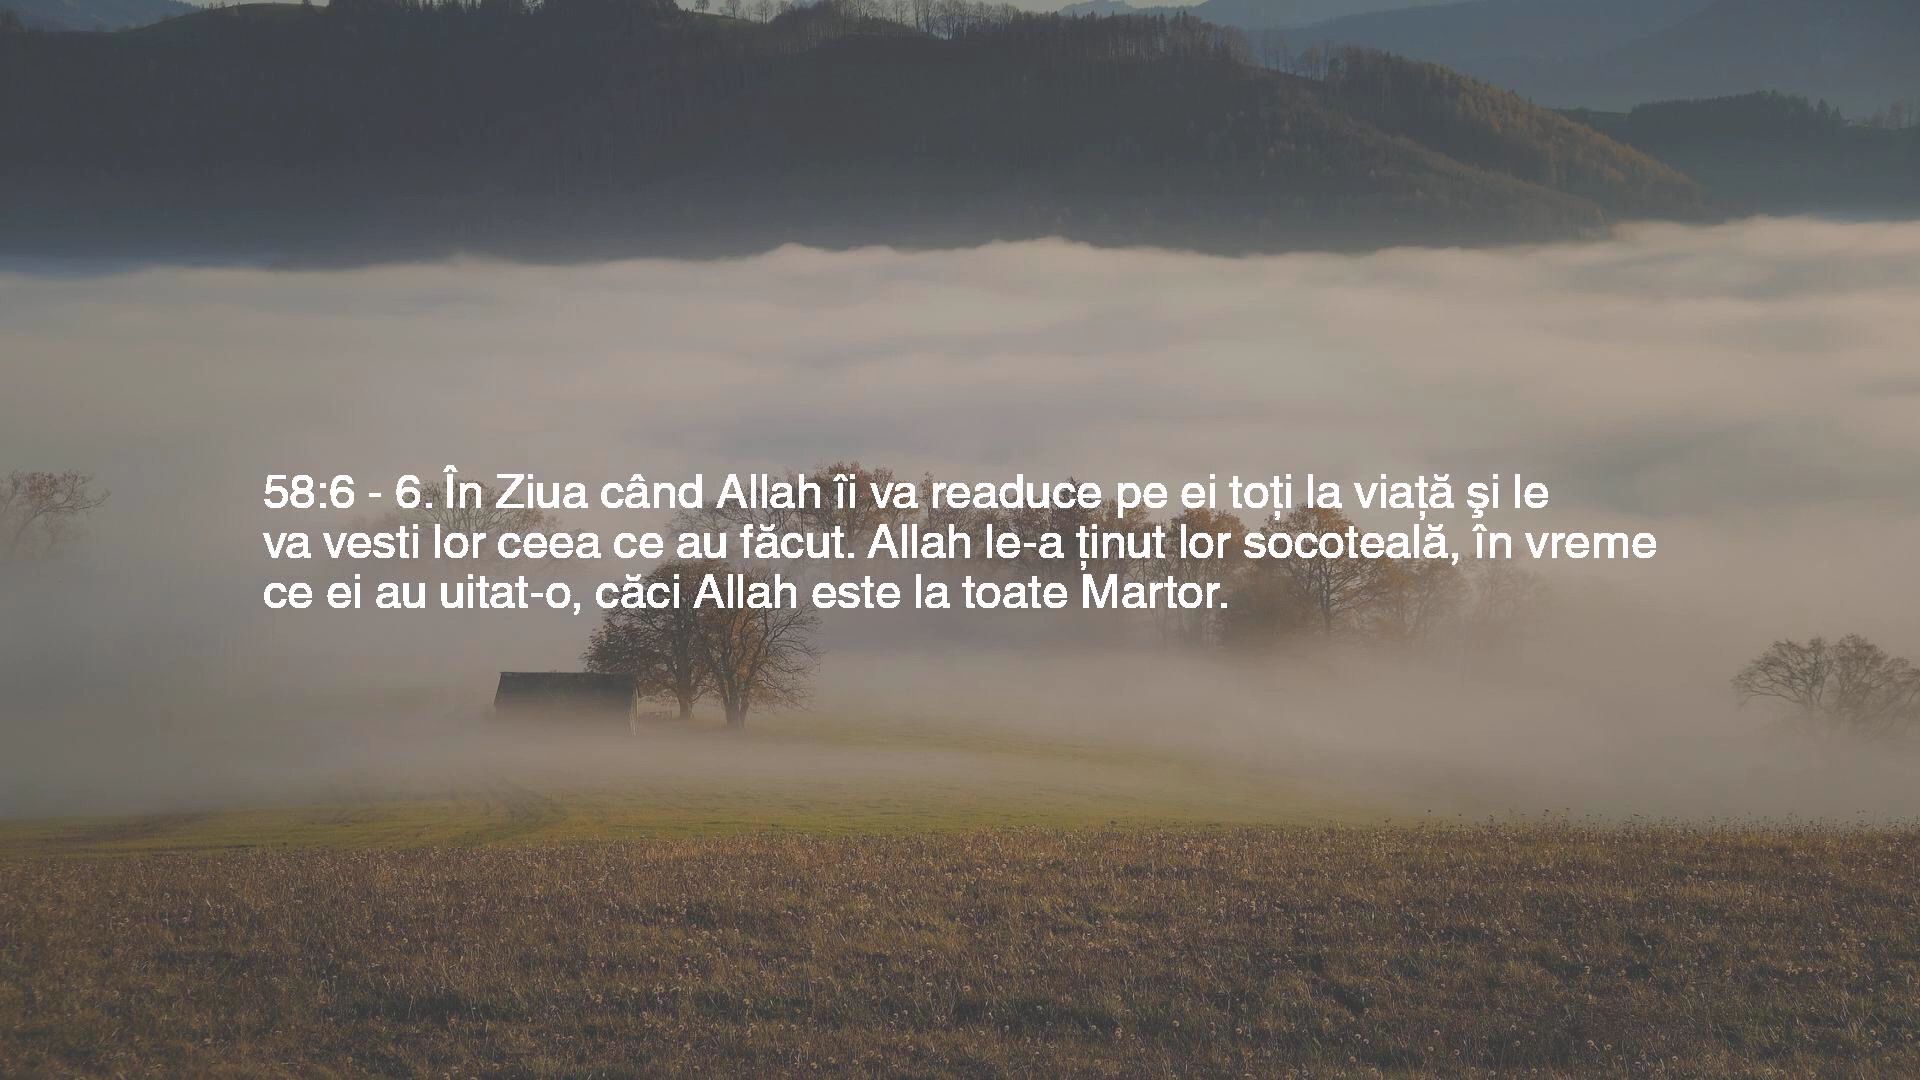 58:6 - 6. În Ziua când Allah îi va readuce pe ei toți la viață şi le
va vesti lor ceea ce au făcut. Allah le-a ținut lor socoteală, în vreme
ce ei au uitat-o, căci Allah este la toate Martor.